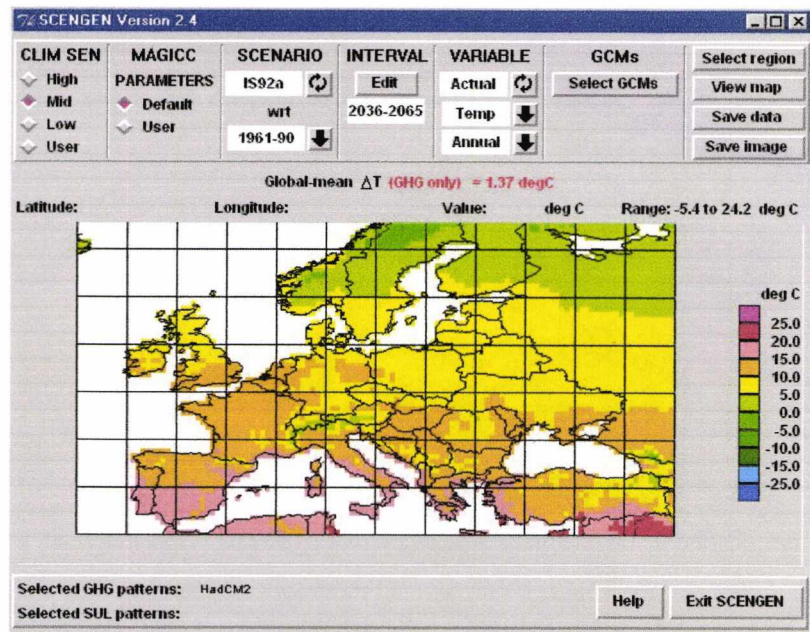 SCENGEN Version 2.4
CLIM SEN
High
Mid
Low
User
MAGICC
PARAMETERS
Default
User
SCENARIO
IS92a
wrt
1961-90
INTERVAL
Edit
2036-2065
VARIABLE
Actual
Temp
Annual
GCMs
Select GCMs
Select region
View map
Save data
Save image
Global-mean △T (GHG only) = 1.37 degC
Latitude: Longitude: Value: deg C Range: -5.4 to 24.2 deg C
deg C
25.0
20.0
15.0
10.0
5.0
0.0
-5.0
-10.0
-15.0
-25.0
Selected GHG patterns: HadCM2
Selected SUL patterns:
Help
Exit SCENGEN